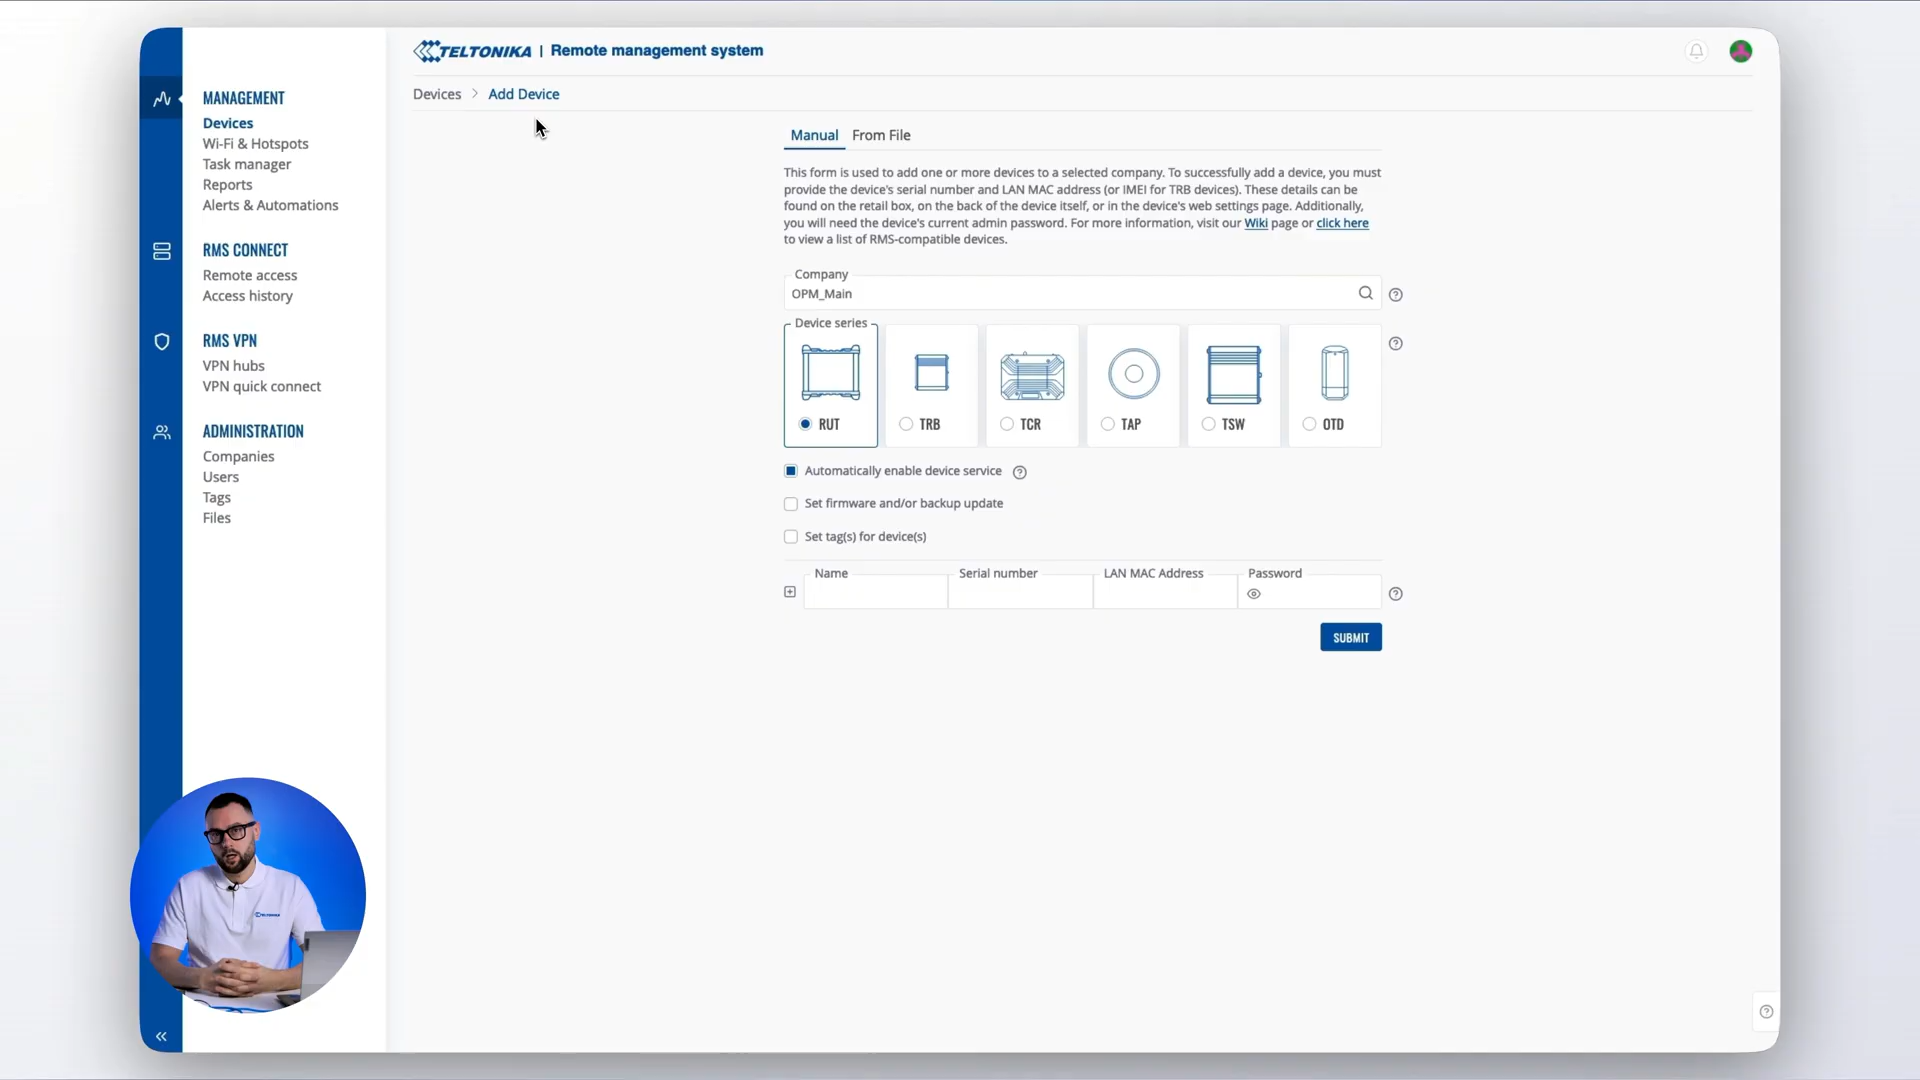 TELTONIKA | Remote management system
Devices > Add Device
MANAGEMENT
Devices
Wi-Fi & Hotspots
Task manager
Reports
Alerts & Automations
RMS CONNECT
Remote access
Access history
RMS VPN
VPN hubs
VPN quick connect
ADMINISTRATION
Companies
Users
Tags
Files
Manual From File
This form is used to add one or more devices to a selected company. To successfully add a device, you must
provide the device's serial number and LAN MAC address (or IMEI for TRB devices). These details can be
found on the retail box, on the back of the device itself, or in the device's web settings page. Additionally,
you will need the device's current admin password. For more information, visit our Wiki page or click here
to view a list of RMS-compatible devices.
Company
OPM_Main
Device series
RUT TRB TCR TAP TSW OTD
Automatically enable device service
Set firmware and/or backup update
Set tag(s) for device(s)
Name Serial number LAN MAC Address Password
SUBMIT
TELTONIKA